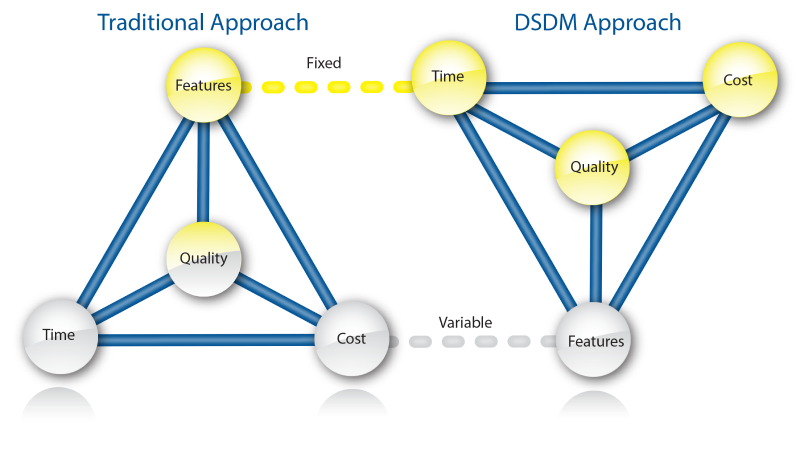 Traditional Approach
DSDM Approach
Fixed
Features
Time
Cost
Quality
Quality
Time
Cost
Variable
Features